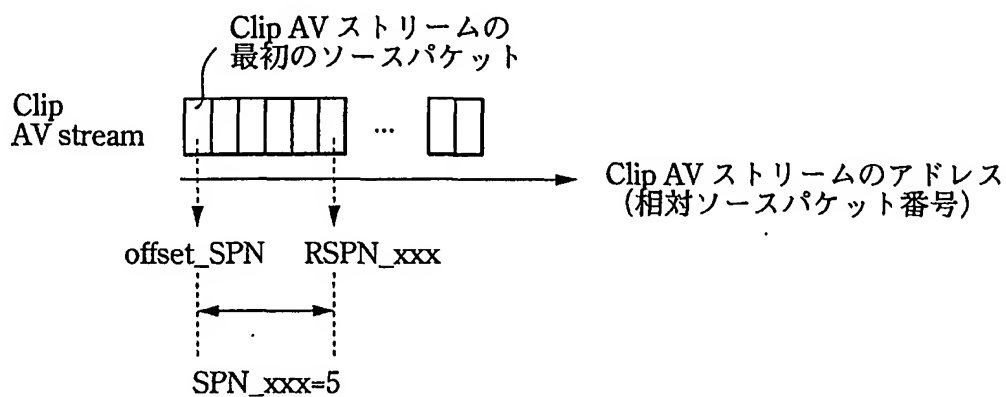 Clip AV ストリームの
最初のソースパケット
Clip
AV stream
...
Clip AV ストリームのアドレス
(相対ソースパケット番号)
offset_SPN
RSPN_xxx
SPN_xxx=5